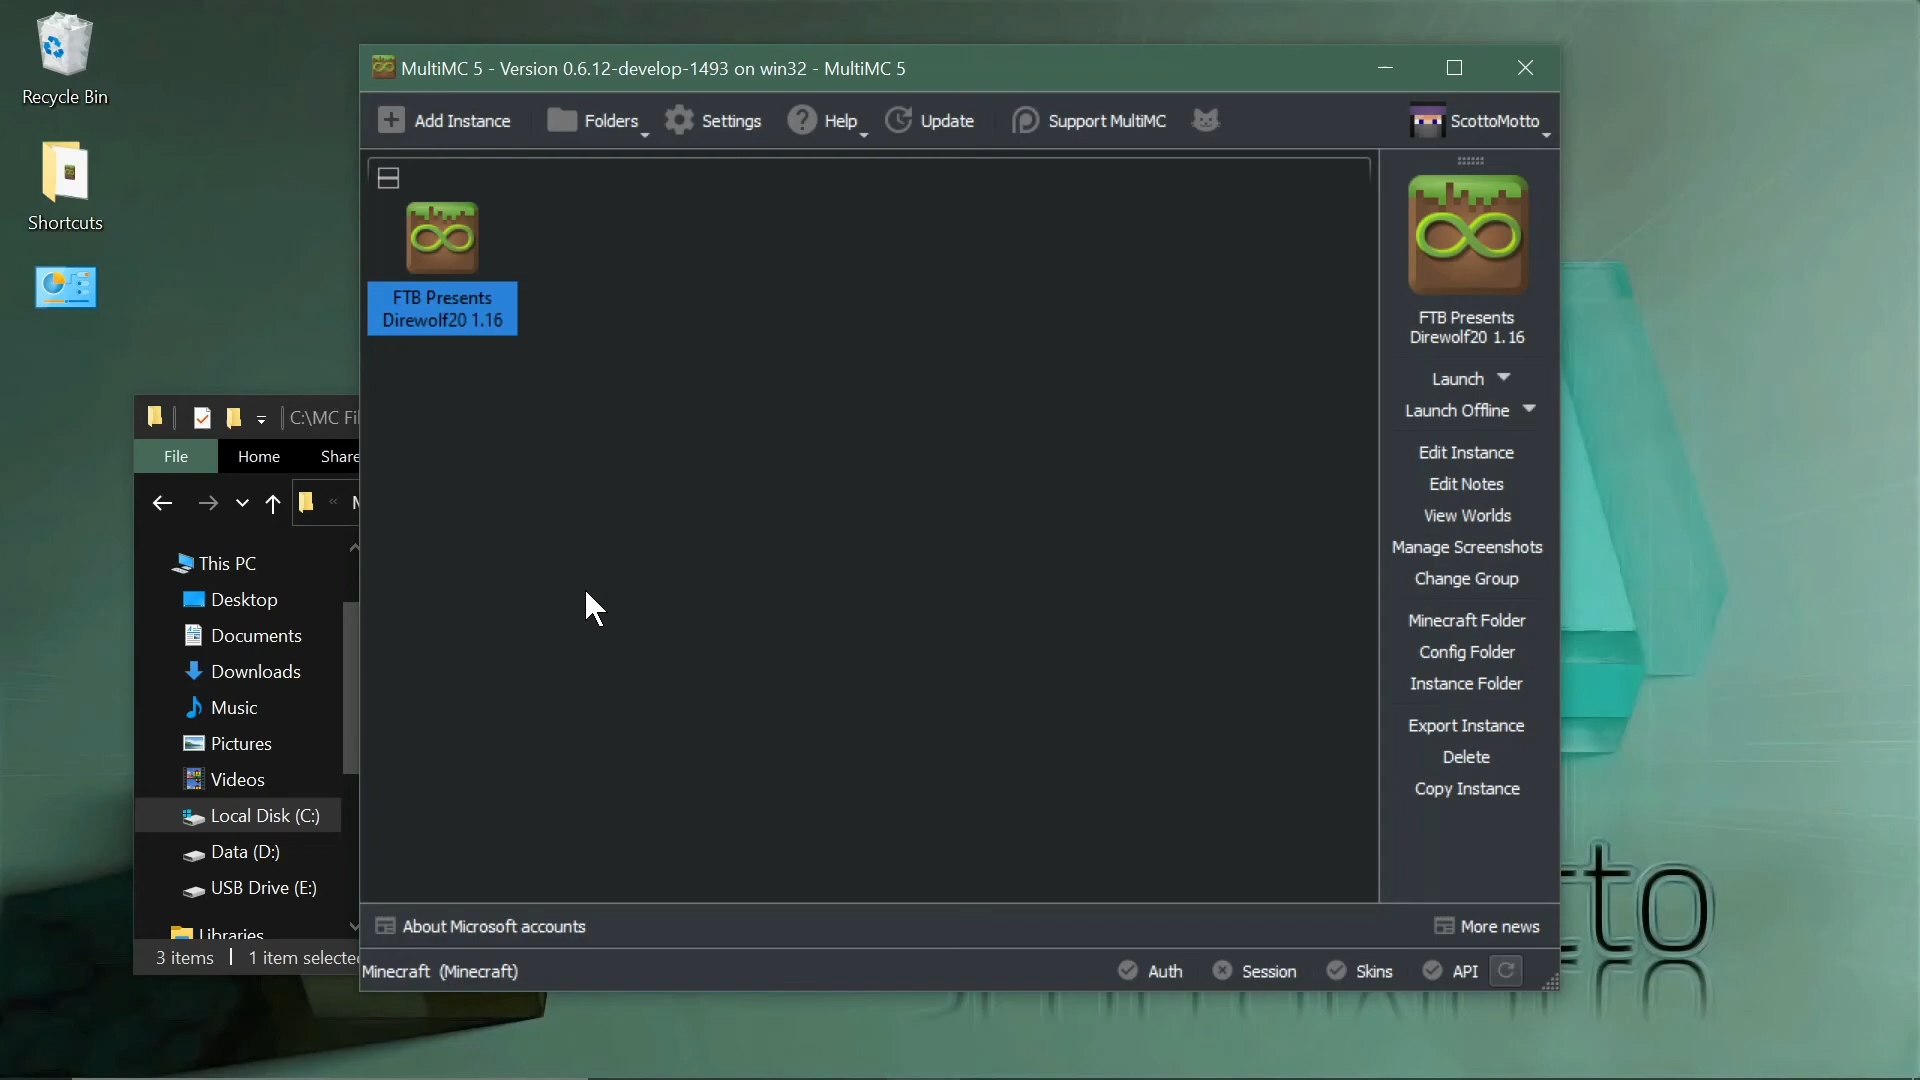 Recycle Bin
Shortcuts
MultiMC 5 - Version 0.6.12-develop-1493 on win32 - MultiMC 5
Add Instance
Folders
Settings
Help
Update
Support MultiMC
ScottoMotto
FTB Presents
Direwolf20 1.16
FTB Presents
Direwolf20 1.16
Launch
Launch Offline
Edit Instance
Edit Notes
View Worlds
Manage Screenshots
Change Group
Minecraft Folder
Config Folder
Instance Folder
Export Instance
Delete
Copy Instance
C:\MC Fi
File
Home
Share
This PC
Desktop
Documents
Downloads
Music
Pictures
Videos
Local Disk (C:)
Data (D:)
USB Drive (E:)
Libraries
3 items
1 item selected
About Microsoft accounts
More news
Minecraft (Minecraft)
Auth
Session
Skins
API